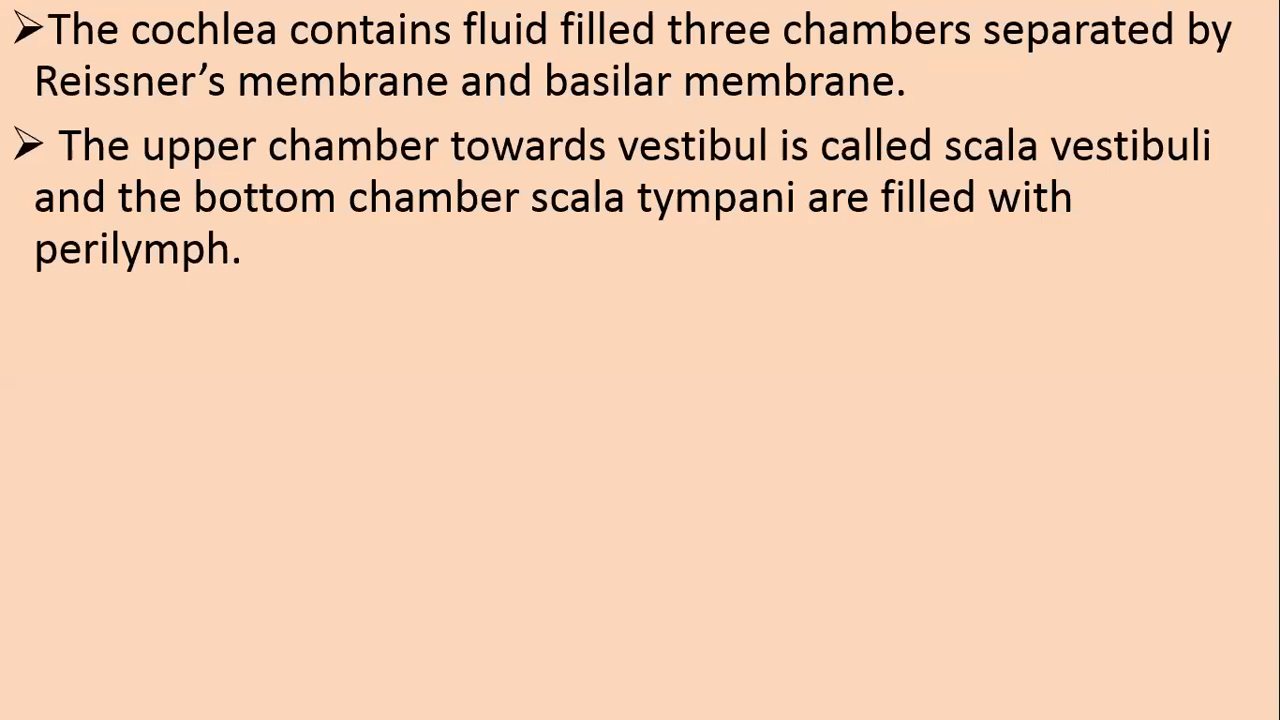 ➢The cochlea contains fluid filled three chambers separated by
Reissner’s membrane and basilar membrane.
➢ The upper chamber towards vestibul is called scala vestibuli
and the bottom chamber scala tympani are filled with
perilymph.